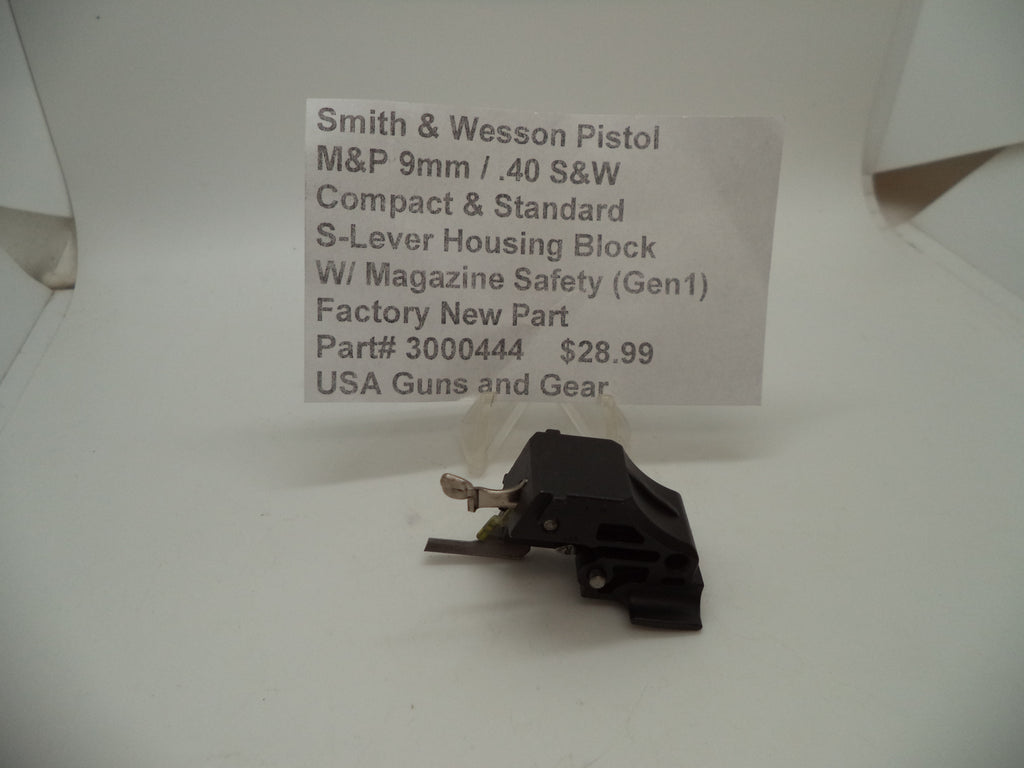 Smith & Wesson Pistol
M&P 9mm / .40 S&W
Compact & Standard
S-Lever Housing Block
W/ Magazine Safety (Gen1)
Factory New Part
Part# 3000444 $28.99
USA Guns and Gear